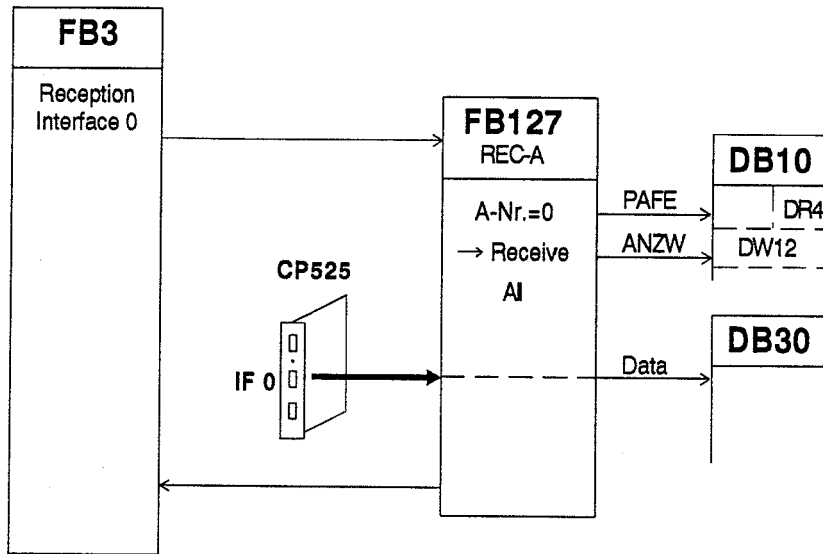 FB3
Reception
Interface 0
FB127
REC-A
A-Nr.=0
→ Receive
All
CP525
IF 0
PAFE
ANZW
Data
DB10
DR4
DW12
DB30